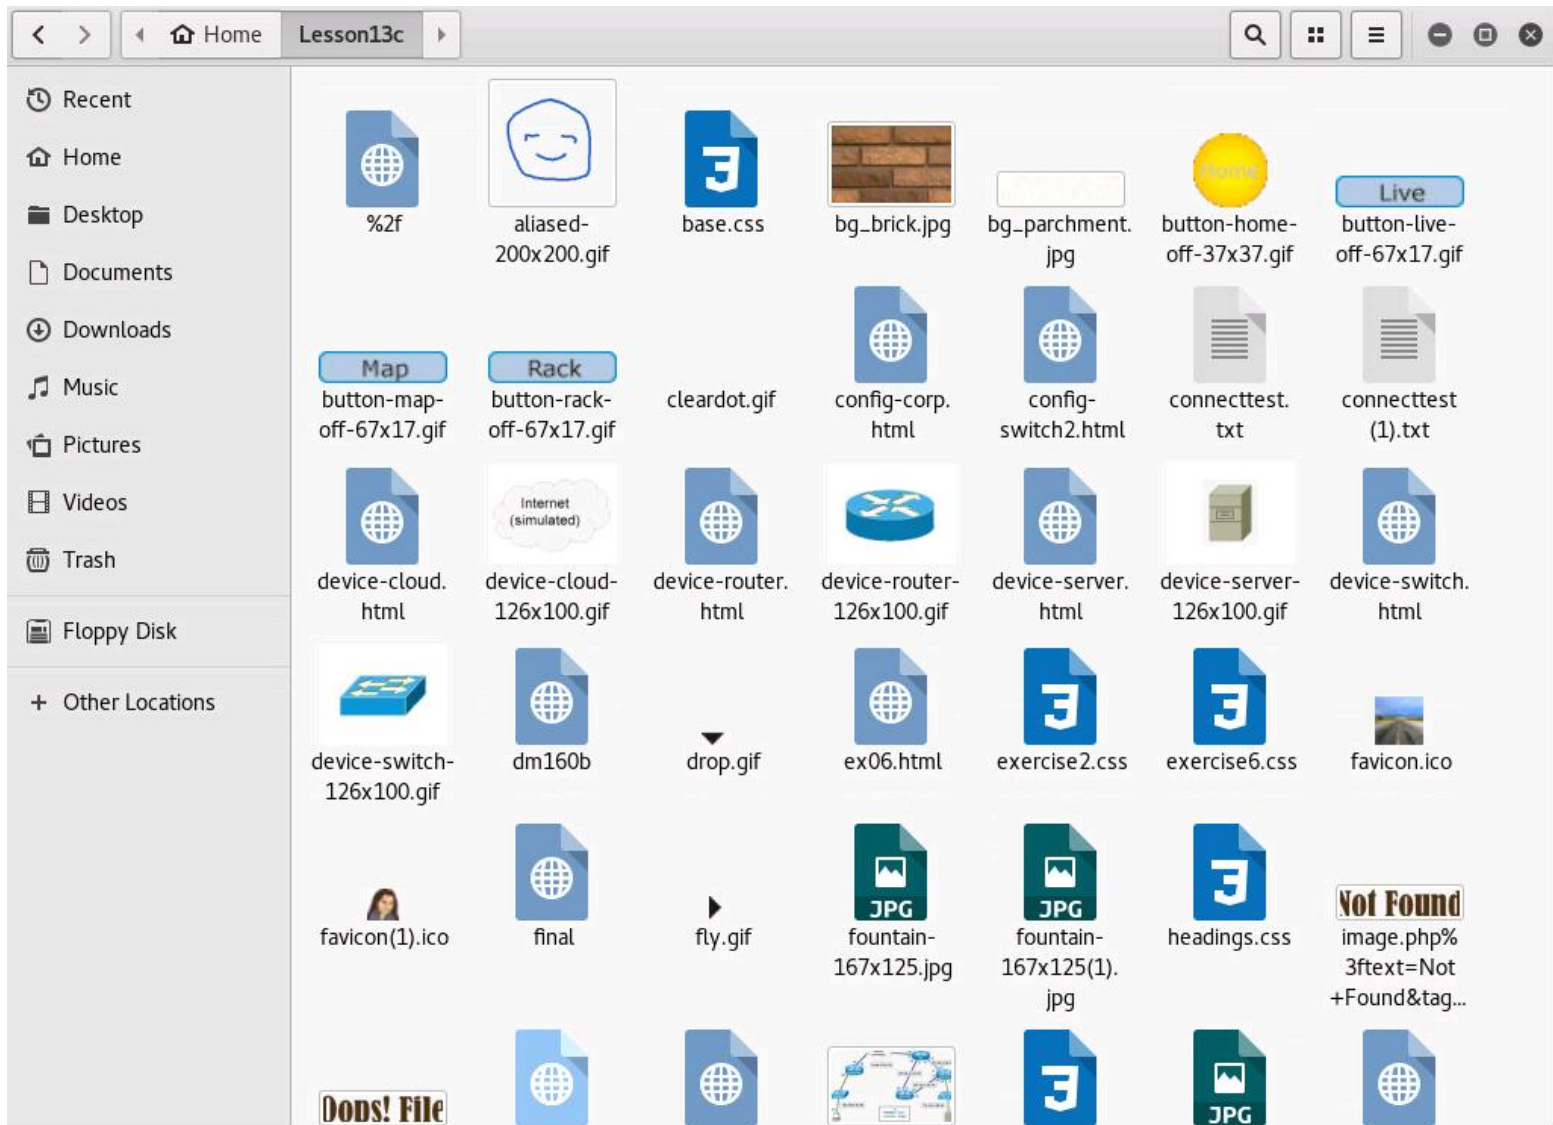 Home
Lesson13c
Recent
Home
Desktop
Documents
Downloads
Music
Pictures
Videos
Trash
Floppy Disk
+ Other Locations
%2f
aliased-
200x200.gif
3
base.css
bg_brick.jpg
bg_parchment.
jpg
Home
button-home-
off-37x37.gif
Live
button-live-
off-67x17.gif
Map
button-map-
off-67x17.gif
Rack
button-rack-
off-67x17.gif
cleardot.gif
config-corp.
html
config-
switch2.html
connecttest.
txt
connecttest
(1).txt
device-cloud.
html
Internet
(simulated)
device-cloud-
126x100.gif
device-router.
html
device-router-
126x100.gif
device-server.
html
device-server-
126x100.gif
device-switch.
html
device-switch-
126x100.gif
dm160b
drop.gif
ex06.html
3
exercise2.css
3
exercise6.css
favicon.ico
favicon(1).ico
final
fly.gif
JPG
fountain-
167x125.jpg
JPG
fountain-
167x125(1).
jpg
3
headings.css
Not Found
image.php%
3ftext=Not
+Found&tag...
Oops! File
3
JPG